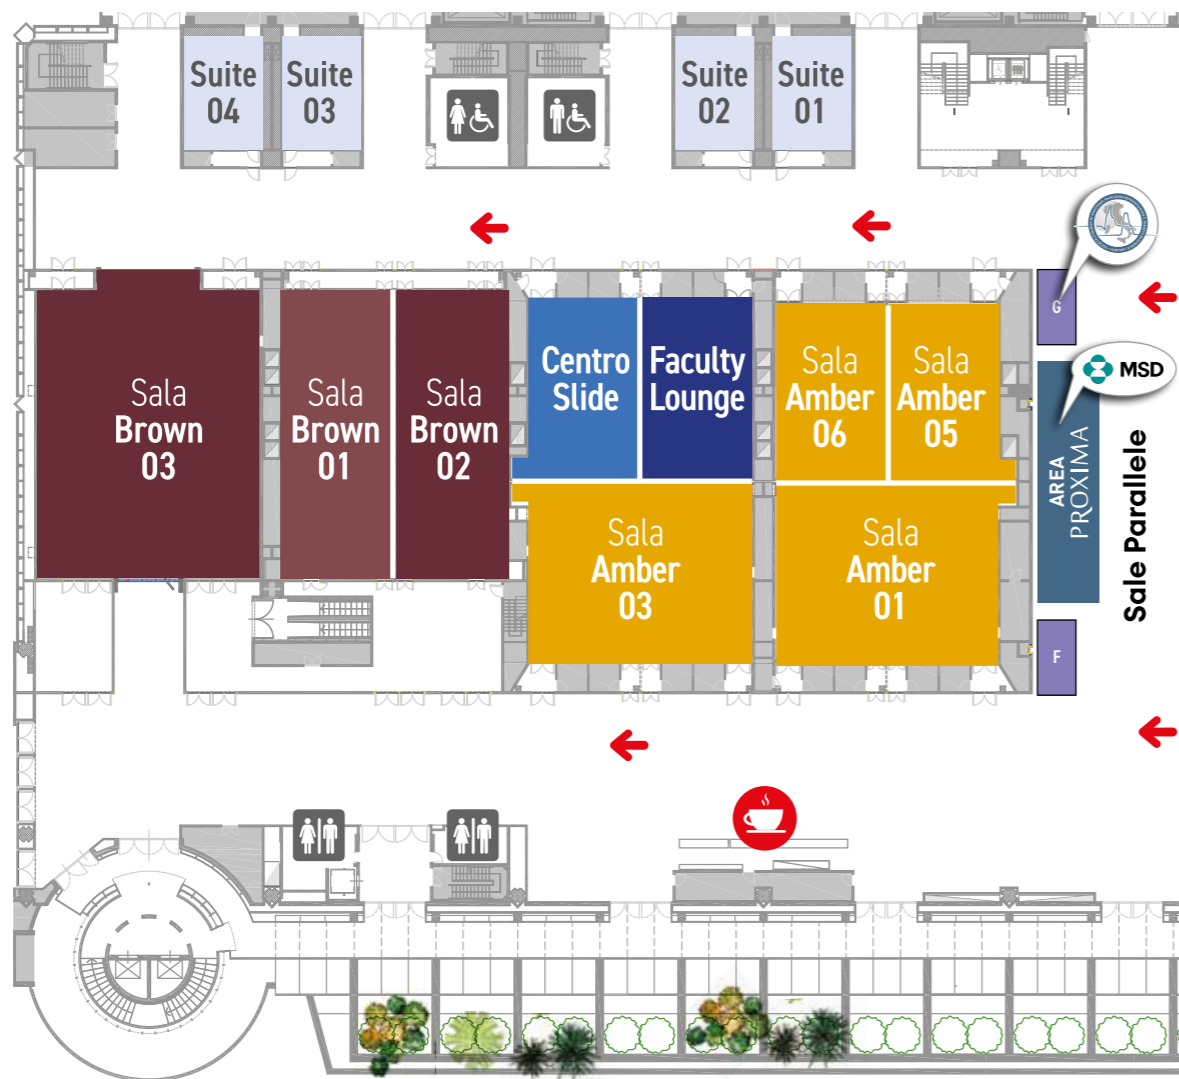 Suite
04
Suite
03
Suite
02
Suite
01
G
MSD
Sala
Brown
03
Sala
Brown
01
Sala
Brown
02
Centro
Slide
Faculty
Lounge
Sala
Amber
06
Sala
Amber
05
Sala
Amber
03
Sala
Amber
01
AREA
PROXIMA
Sale Parallele
F